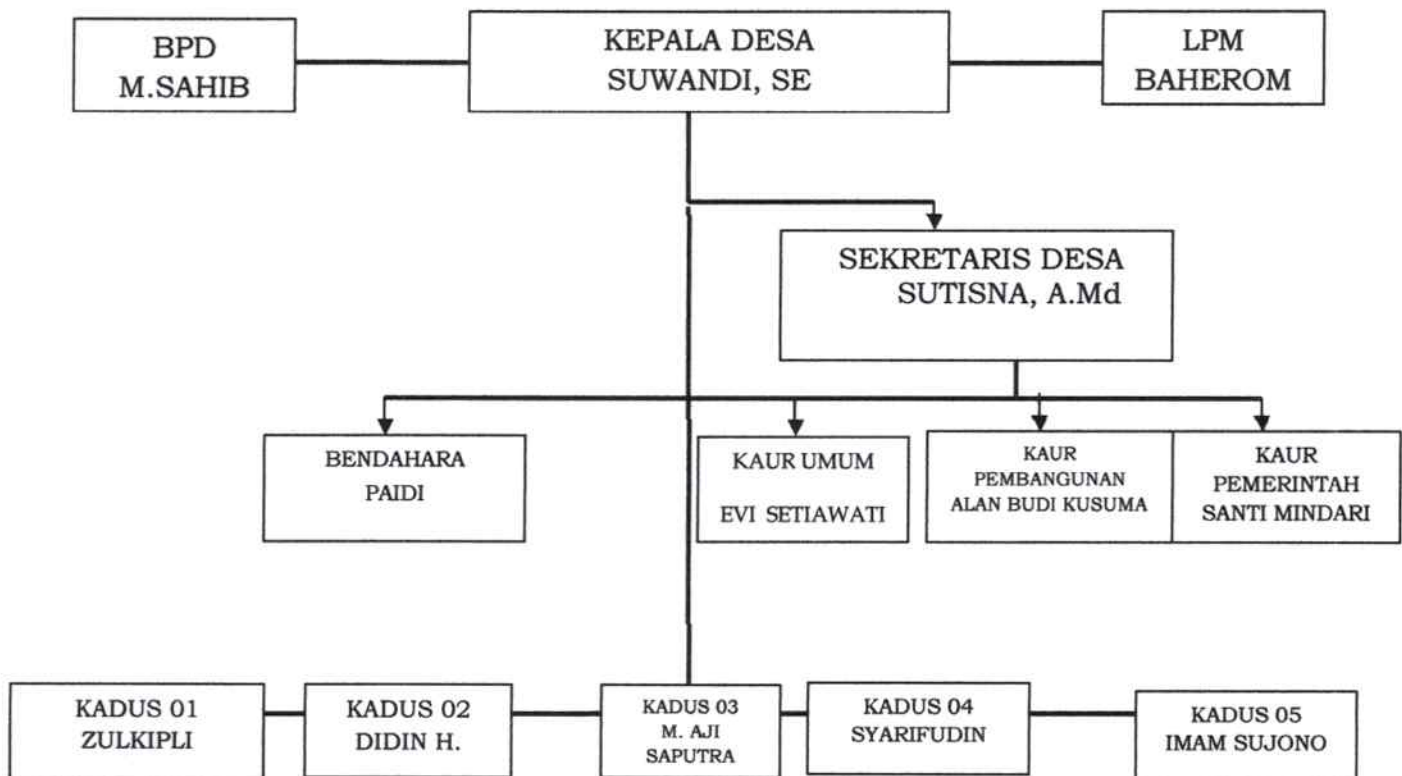 BPD
M.SAHIB
KEPALA DESA
SUWANDI, SE
LPM
BAHEROM
SEKRETARIS DESA
SUTISNA, A.Md
BENDAHARA
PAIDI
KAUR UMUM
EVI SETIAWATI
KAUR
PEMBANGUNAN
ALAN BUDI KUSUMA
KAUR
PEMERINTAH
SANTI MINDARI
KADUS 01
ZULKIPLI
KADUS 02
DIDIN H.
KADUS 03
M. AJI
SAPUTRA
KADUS 04
SYARIFUDIN
KADUS 05
IMAM SUJONO